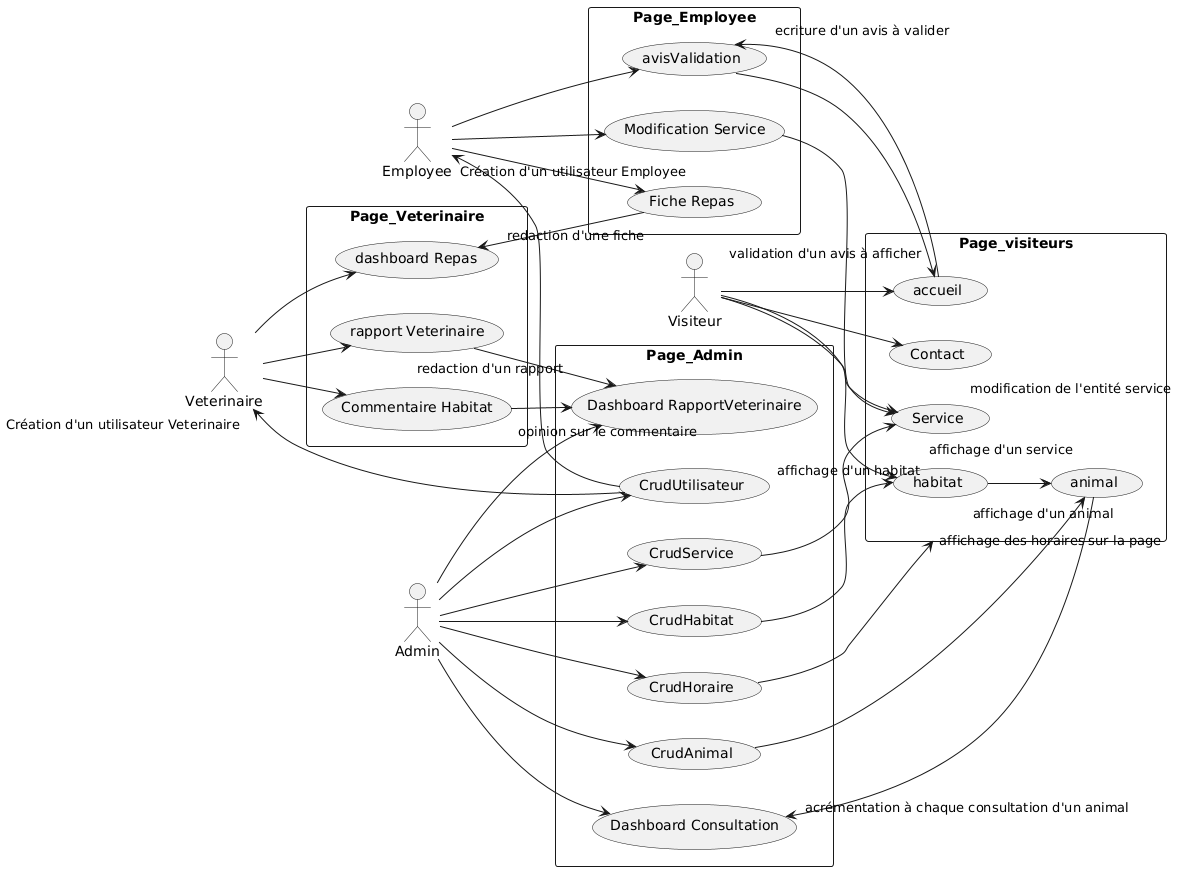 Page_Employee
ecriture d'un avis à valider
avisValidation
Modification Service
Employee
Création d'un utilisateur Employee
Fiche Repas
Page_Veterinaire
redaction d'une fiche
Page_visiteurs
dashboard Repas
validation d'un avis à afficher
accueil
Visiteur
rapport Veterinaire
Page_Admin
Contact
redaction d'un rapport
modification de l'entité service
Veterinaire
Commentaire Habitat
Dashboard RapportVeterinaire
Service
Création d'un utilisateur Veterinaire
opinion sur le commentaire
affichage d'un service
affichage d'un habitat
CrudUtilisateur
habitat
animal
affichage d'un animal
affichage des horaires sur la page
CrudService
CrudHabitat
Admin
CrudHoraire
CrudAnimal
acrémentation à chaque consultation d'un animal
Dashboard Consultation